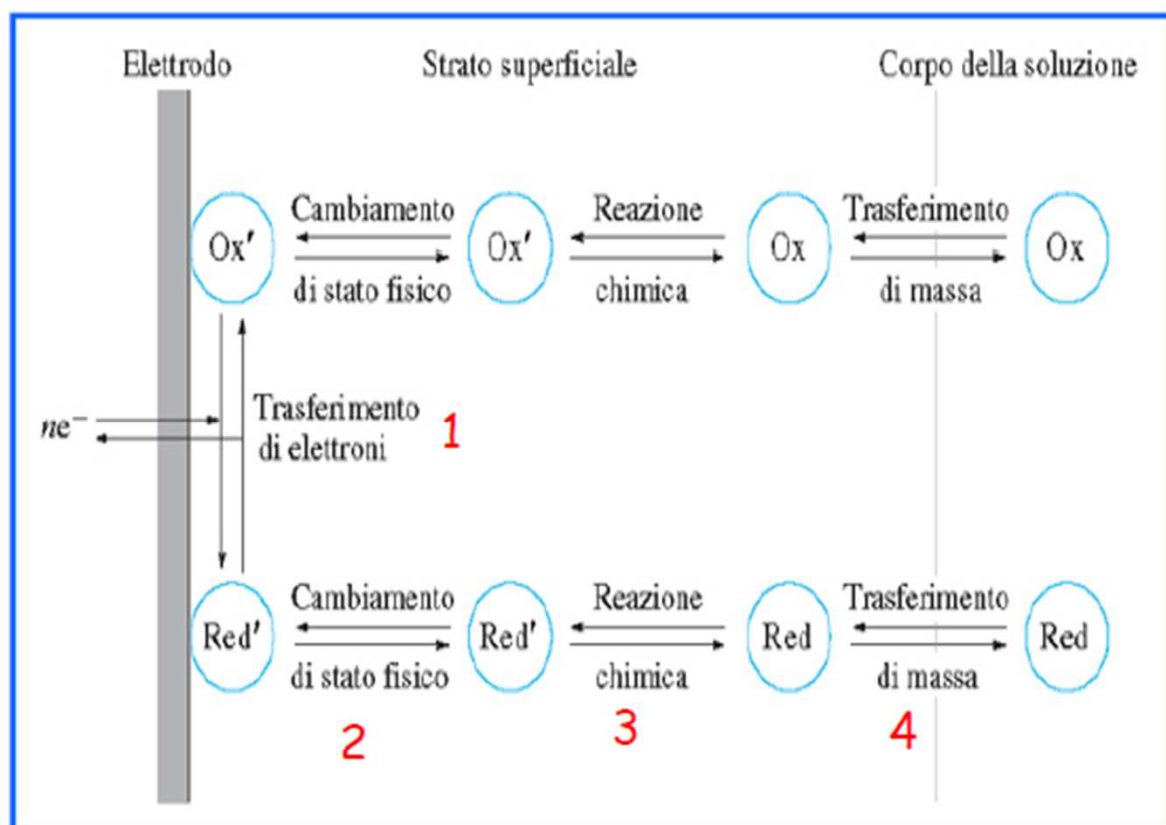 Elettrodo Strato superficiale Corpo della soluzione
Cambiamento Reazione Trasferimento
Ox′ Ox′ Ox Ox
di stato fisico chimica di massa
Trasferimento
ne⁻ 1
di elettroni
Cambiamento Reazione Trasferimento
Red′ Red′ Red Red
di stato fisico chimica di massa
2 3 4